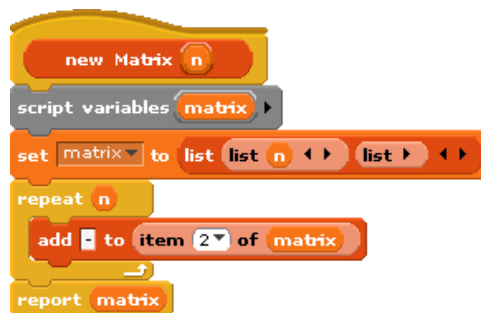 new Matrix n
script variables matrix
set matrix to list list n list
repeat n
add - to item 2 of matrix
report matrix